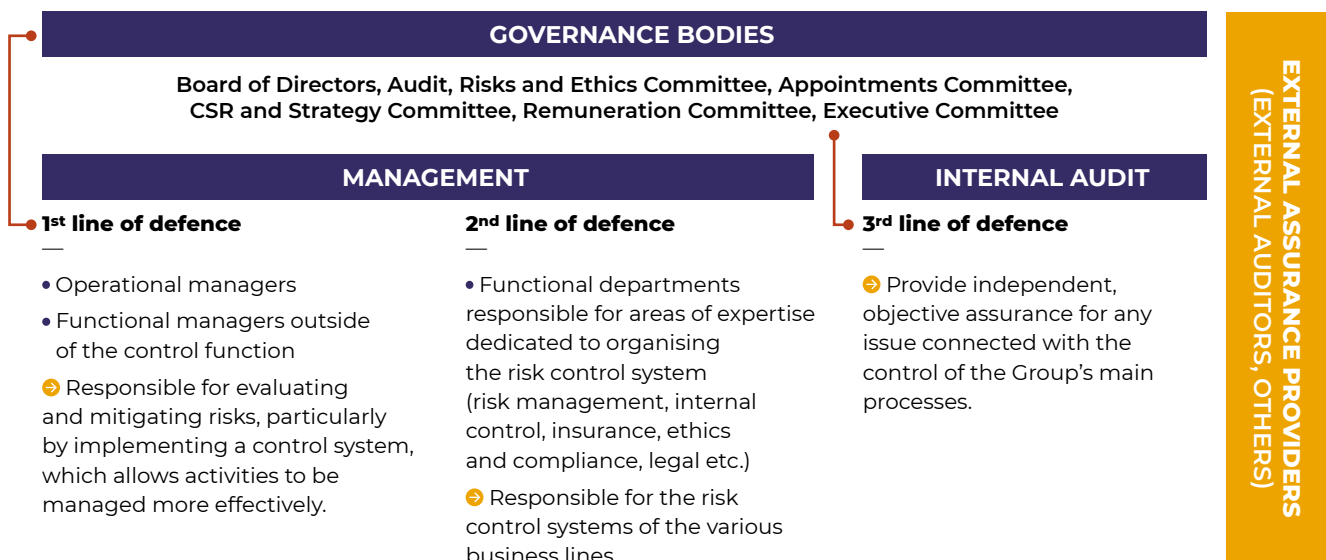 GOVERNANCE BODIES
Board of Directors, Audit, Risks and Ethics Committee, Appointments Committee,
CSR and Strategy Committee, Remuneration Committee, Executive Committee
MANAGEMENT
1st line of defence
—
• Operational managers
• Functional managers outside
of the control function
Responsible for evaluating
and mitigating risks, particularly
by implementing a control system,
which allows activities to be
managed more effectively.
2nd line of defence
—
• Functional departments
responsible for areas of expertise
dedicated to organising
the risk control system
(risk management, internal
control, insurance, ethics
and compliance, legal etc.)
Responsible for the risk
control systems of the various
business lines
INTERNAL AUDIT
3rd line of defence
—
Provide independent,
objective assurance for any
issue connected with the
control of the Group’s main
processes.
EXTERNAL ASSURANCE PROVIDERS
(EXTERNAL AUDITORS, OTHERS)